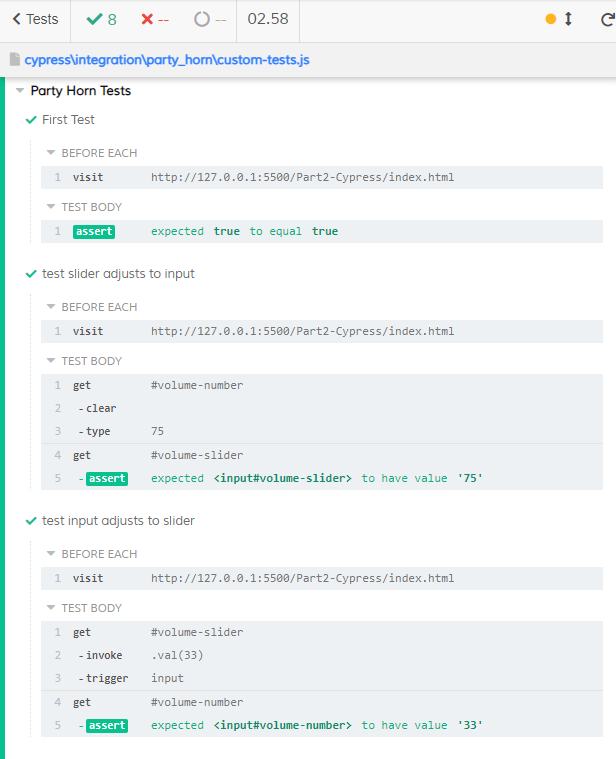 Tests 8 -- -- 02.58
cypress\integration\party_horn\custom-tests.js
Party Horn Tests
First Test
BEFORE EACH
1 visit http://127.0.0.1:5500/Part2-Cypress/index.html
TEST BODY
1 assert expected true to equal true
test slider adjusts to input
BEFORE EACH
1 visit http://127.0.0.1:5500/Part2-Cypress/index.html
TEST BODY
1 get #volume-number
2 -clear
3 -type 75
4 get #volume-slider
5 -assert expected <input#volume-slider> to have value '75'
test input adjusts to slider
BEFORE EACH
1 visit http://127.0.0.1:5500/Part2-Cypress/index.html
TEST BODY
1 get #volume-slider
2 -invoke .val(33)
3 -trigger input
4 get #volume-number
5 -assert expected <input#volume-number> to have value '33'